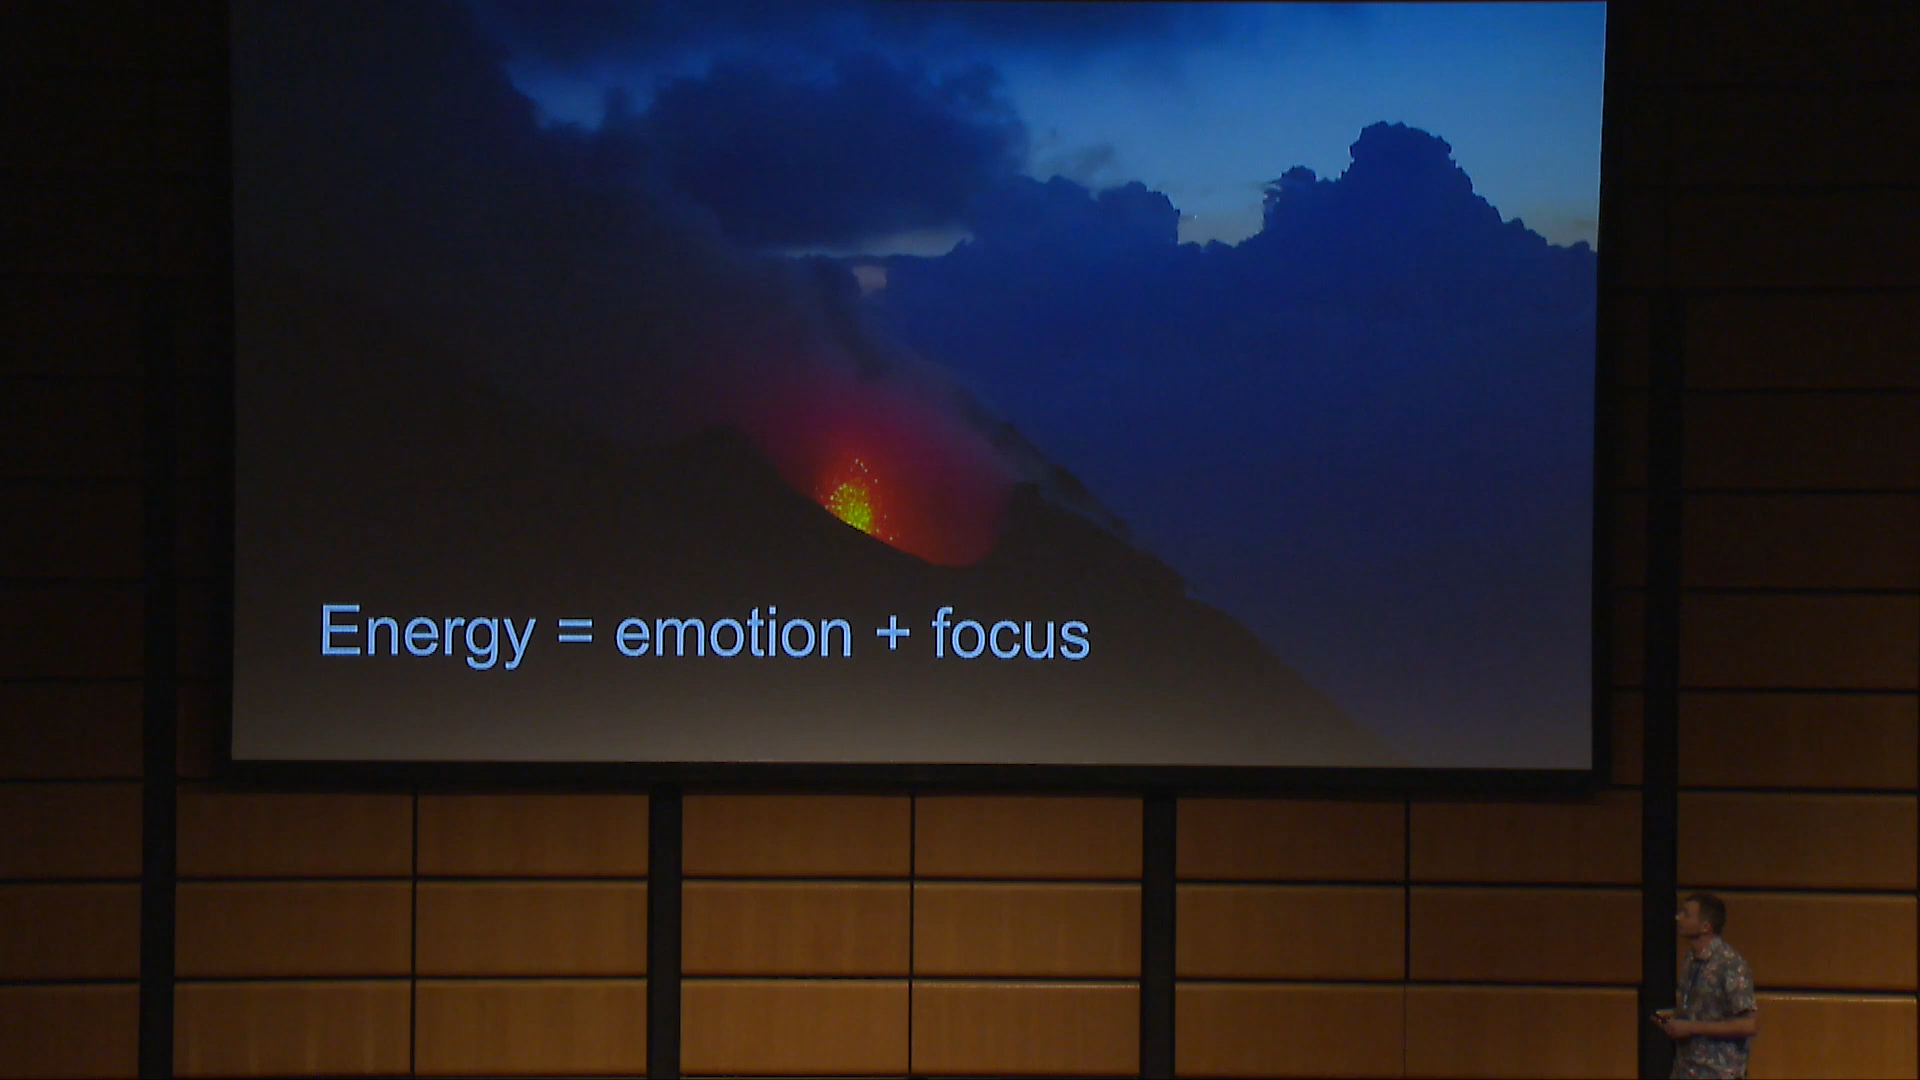 Energy = emotion + focus